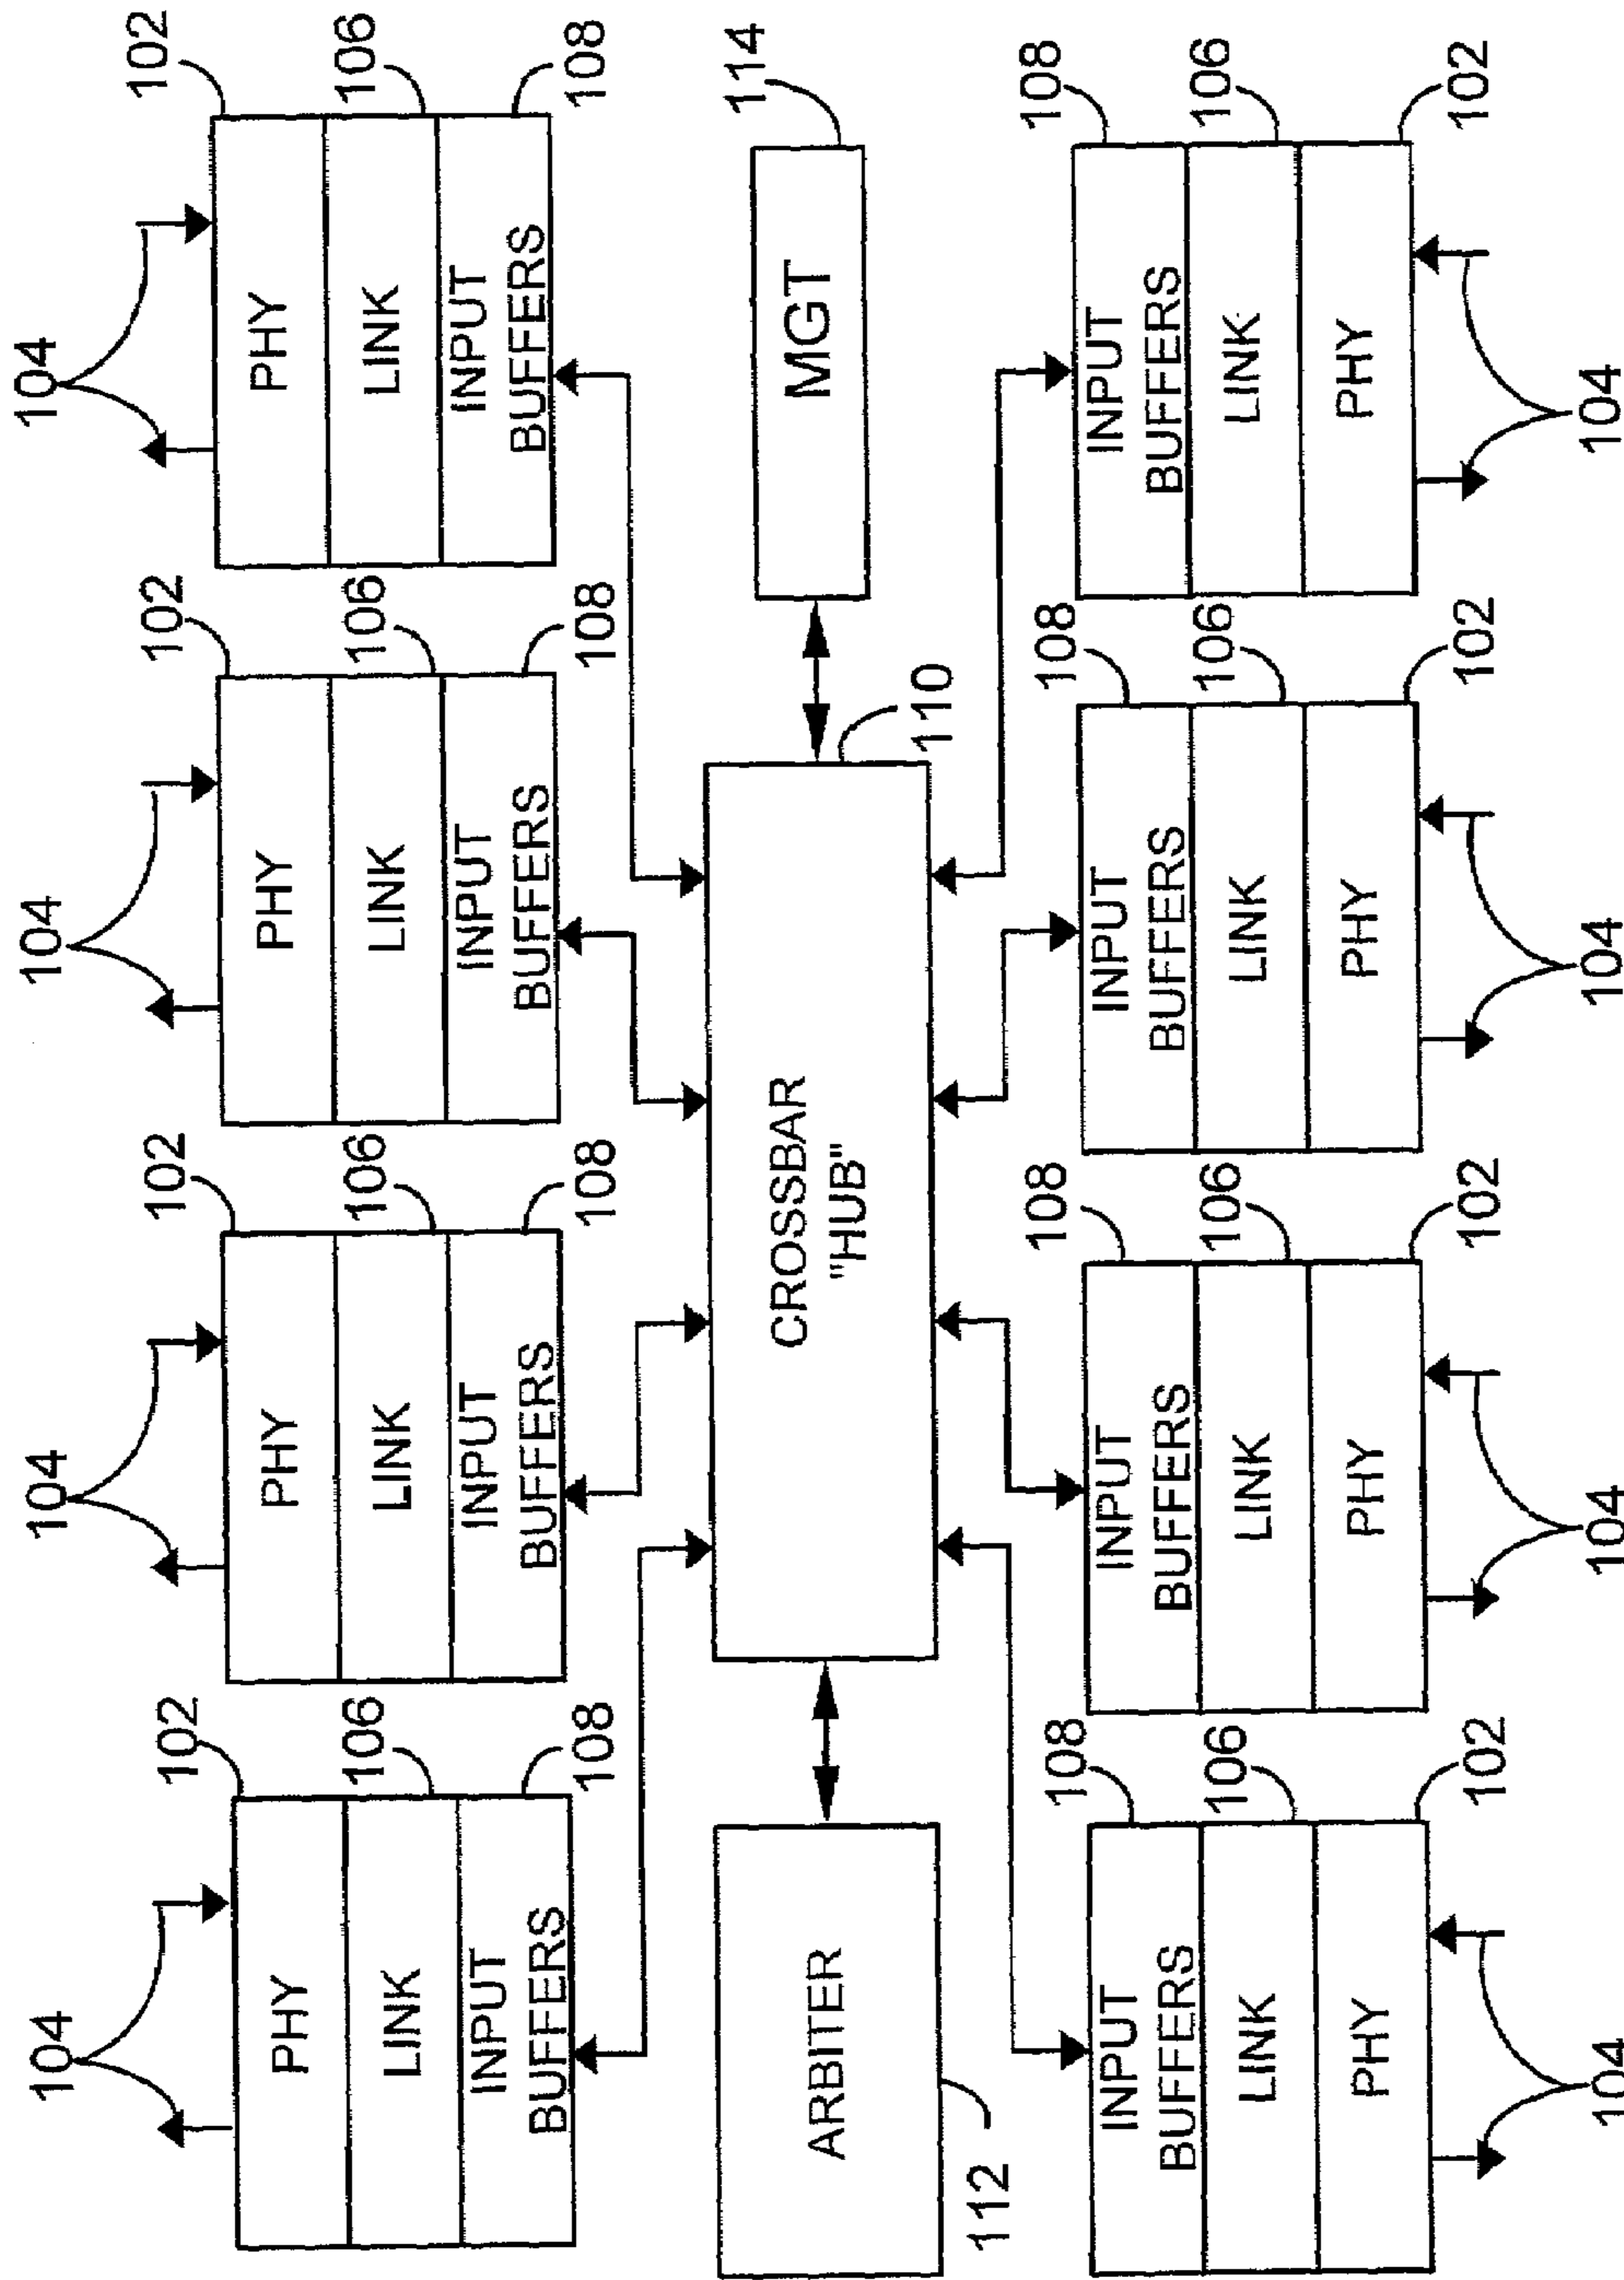 104
102
PHY
106
LINK
INPUT
BUFFERS
108
104
102
PHY
106
LINK
INPUT
BUFFERS
108
104
102
PHY
106
LINK
INPUT
BUFFERS
108
104
102
PHY
106
LINK
INPUT
BUFFERS
108
ARBITER
112
CROSSBAR
"HUB"
110
MGT
114
108
INPUT
BUFFERS
106
LINK
PHY
102
104
108
INPUT
BUFFERS
106
LINK
PHY
102
104
108
INPUT
BUFFERS
106
LINK
PHY
102
104
108
INPUT
BUFFERS
106
LINK
PHY
102
104